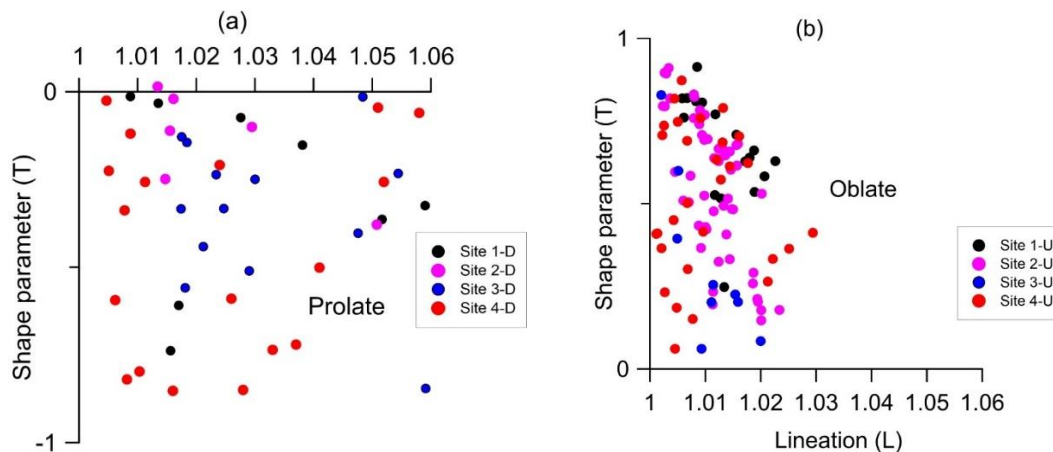 (a)
1 1.01 1.02 1.03 1.04 1.05 1.06
0
-1
Shape parameter (T)
Prolate
Site 1-D
Site 2-D
Site 3-D
Site 4-D
(b)
1
0
Shape parameter (T)
Oblate
Site 1-U
Site 2-U
Site 3-U
Site 4-U
1 1.01 1.02 1.03 1.04 1.05 1.06
Lineation (L)